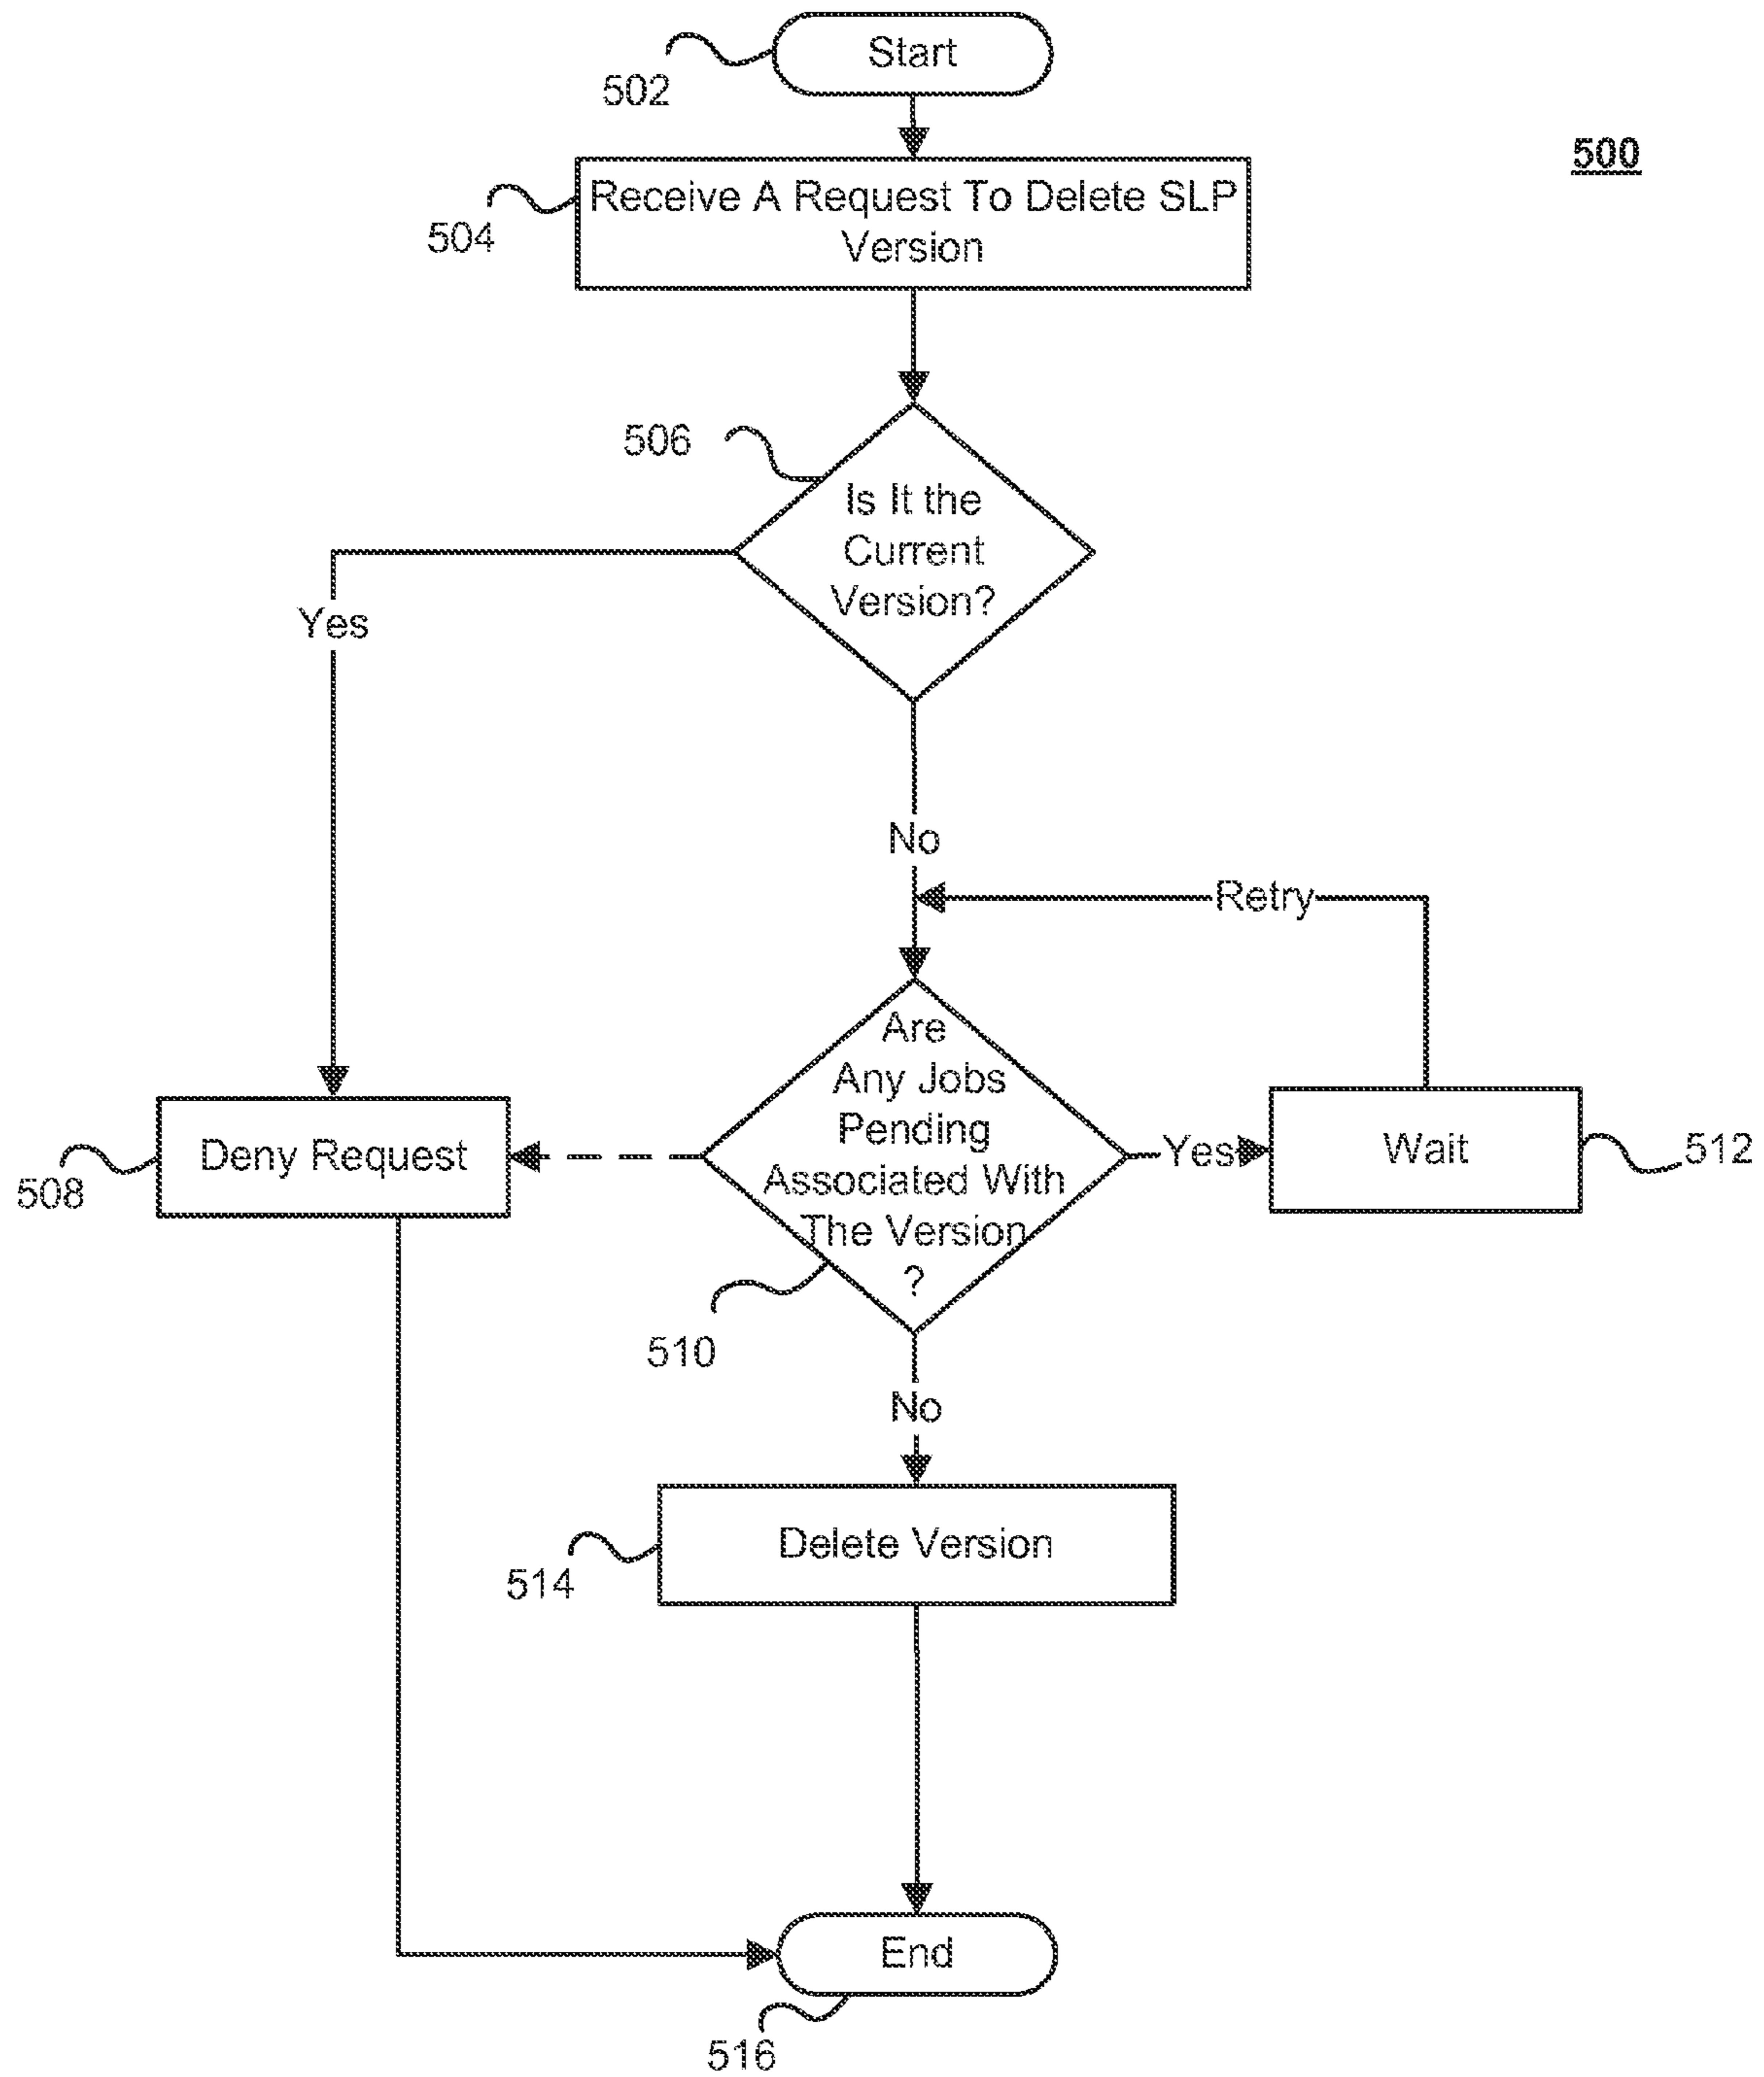 Start
502
500
Receive A Request To Delete SLP
Version
504
506
Is It the
Current
Version?
Yes
No
Retry
Are
Any Jobs
Pending
Associated With
The Version
?
Deny Request
508
Yes
Wait
512
510
No
Delete Version
514
End
516